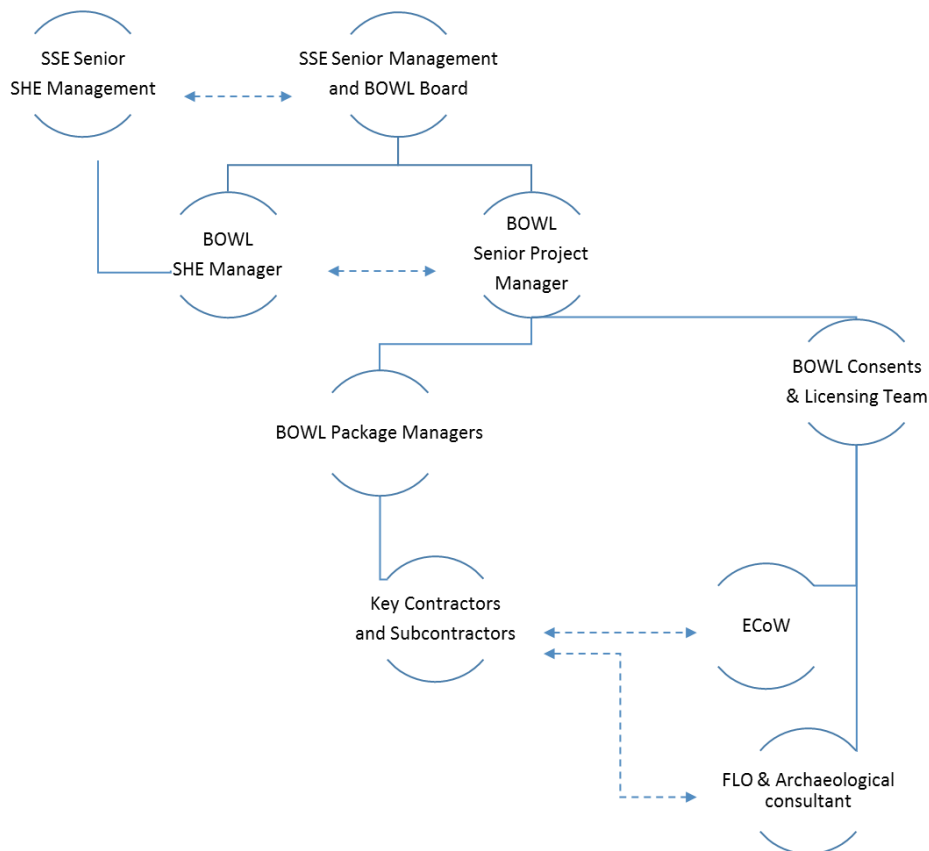 SSE Senior
SHE Management
SSE Senior Management
and BOWL Board
BOWL
SHE Manager
BOWL
Senior Project
Manager
BOWL Consents
& Licensing Team
BOWL Package Managers
Key Contractors
and Subcontractors
ECoW
FLO & Archaeological
consultant